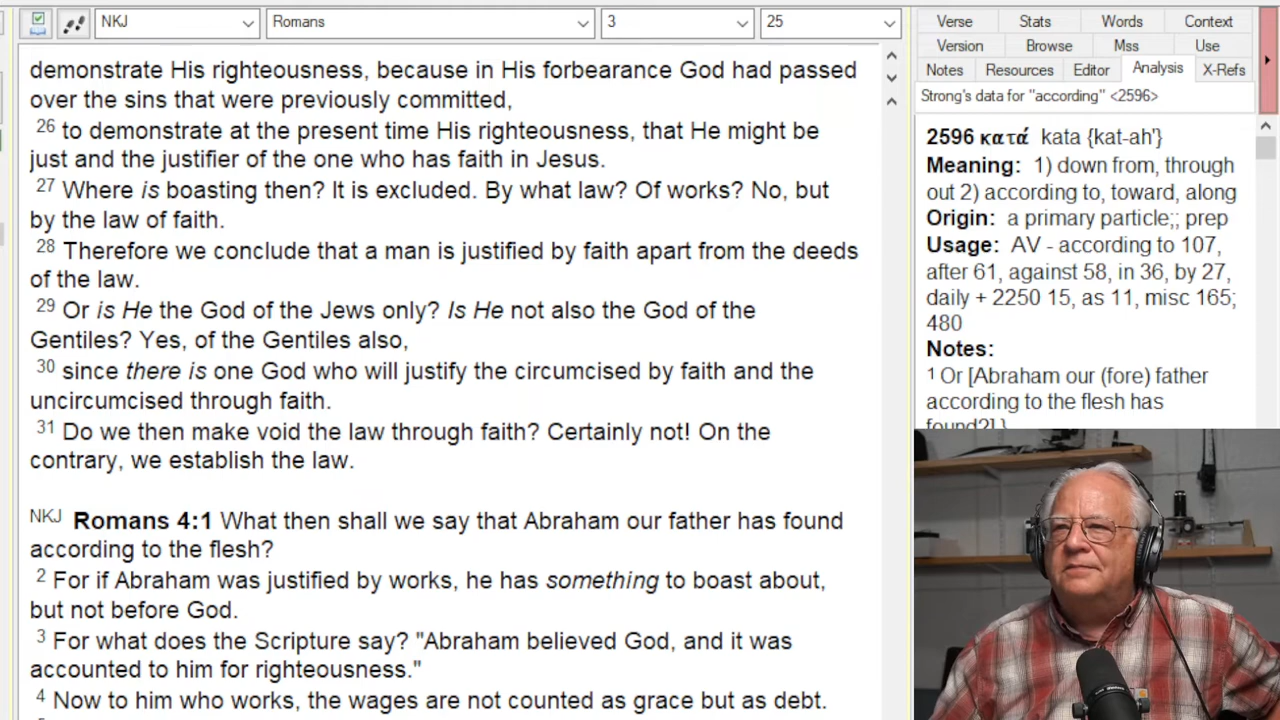 NKJ
Romans
3
25
demonstrate His righteousness, because in His forbearance God had passed
over the sins that were previously committed,
26 to demonstrate at the present time His righteousness, that He might be
just and the justifier of the one who has faith in Jesus.
27 Where is boasting then? It is excluded. By what law? Of works? No, but
by the law of faith.
28 Therefore we conclude that a man is justified by faith apart from the deeds
of the law.
29 Or is He the God of the Jews only? Is He not also the God of the
Gentiles? Yes, of the Gentiles also,
30 since there is one God who will justify the circumcised by faith and the
uncircumcised through faith.
31 Do we then make void the law through faith? Certainly not! On the
contrary, we establish the law.
NKJ Romans 4:1 What then shall we say that Abraham our father has found
according to the flesh?
2 For if Abraham was justified by works, he has something to boast about,
but not before God.
3 For what does the Scripture say? "Abraham believed God, and it was
accounted to him for righteousness."
4 Now to him who works, the wages are not counted as grace but as debt.
Verse Stats Words Context
Version Browse Mss Use
Notes Resources Editor Analysis X-Refs
Strong's data for "according" <2596>
2596 κατά kata {kat-ah'}
Meaning: 1) down from, through
out 2) according to, toward, along
Origin: a primary particle;; prep
Usage: AV - according to 107,
after 61, against 58, in 36, by 27,
daily + 2250 15, as 11, misc 165;
480
Notes:
1 Or [Abraham our (fore) father
according to the flesh has
found?] }